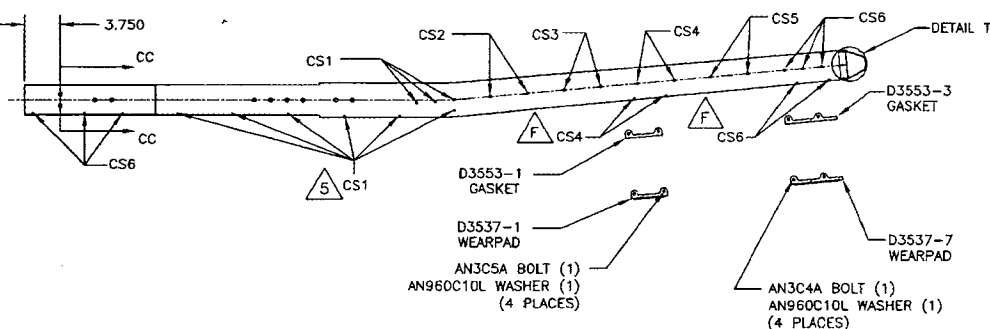 3.750
CC
CC
CS6
5
CS1
CS1
CS2
CS3
CS4
CS5
CS6
DETAIL T
F
CS4
F
CS6
D3553-3
GASKET
D3553-1
GASKET
D3537-1
WEARPAD
AN3C5A BOLT (1)
AN960C10L WASHER (1)
(4 PLACES)
D3537-7
WEARPAD
AN3C4A BOLT (1)
AN960C10L WASHER (1)
(4 PLACES)